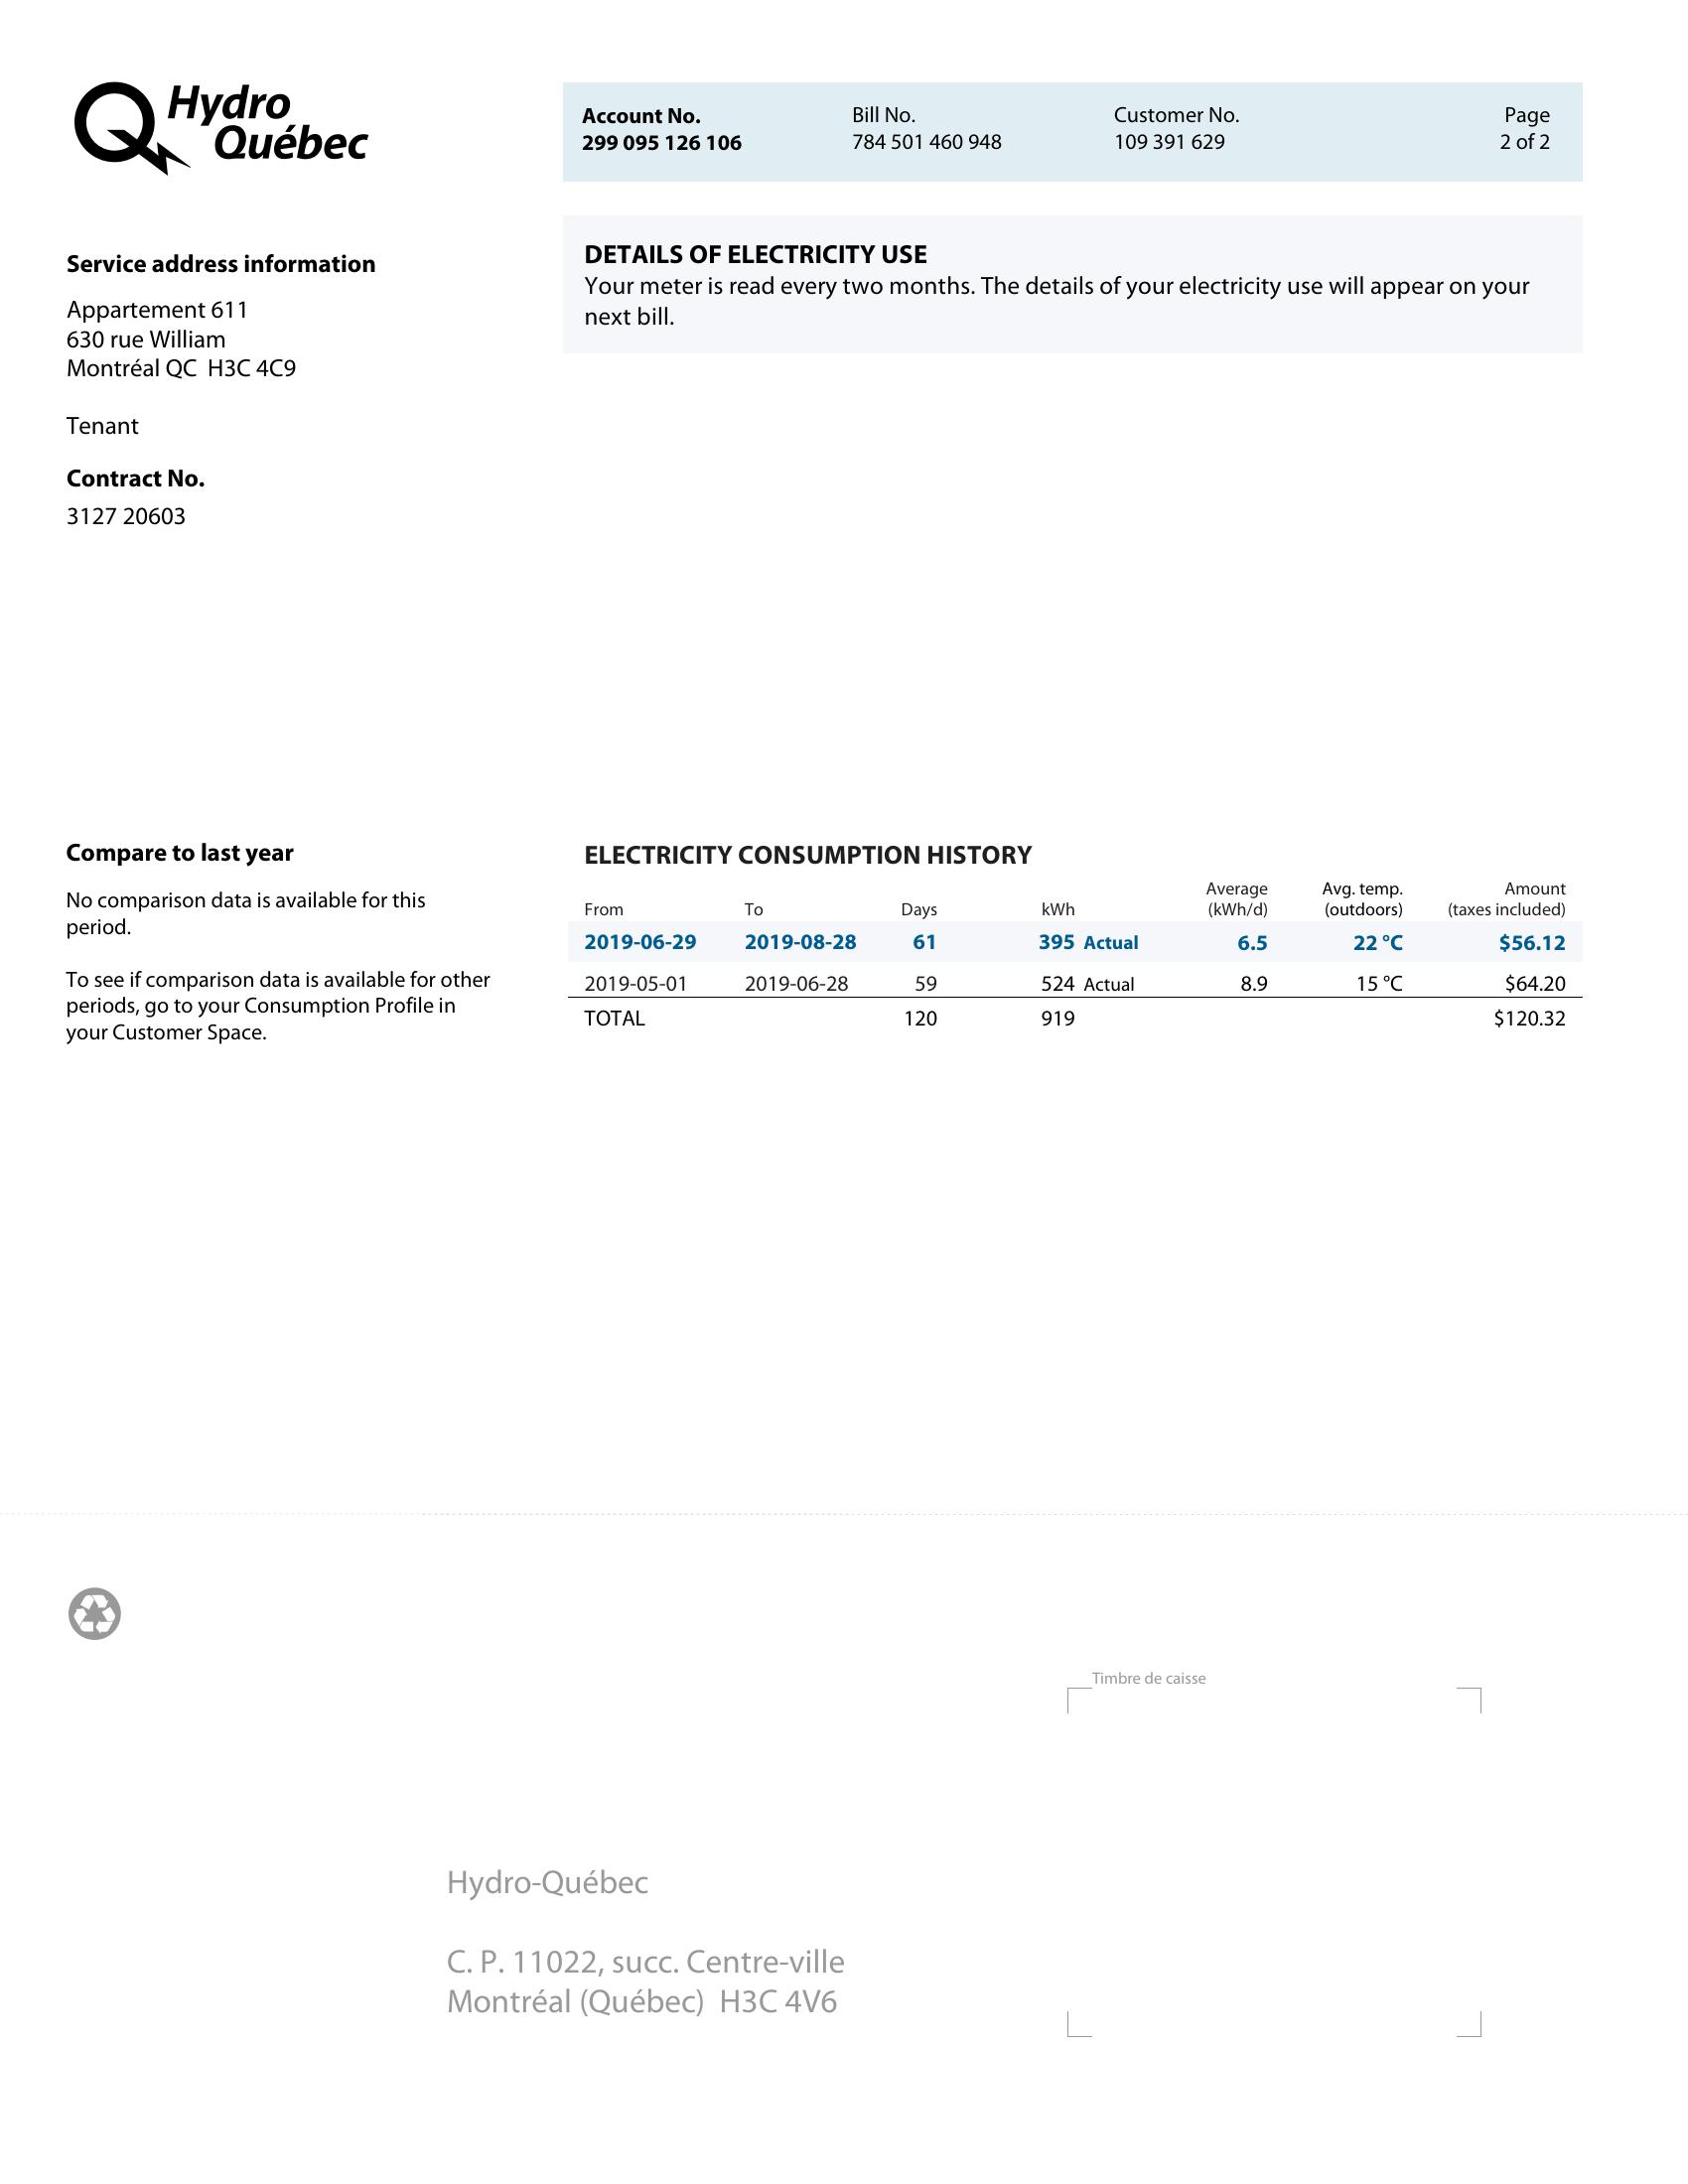 Hydro
Québec
Account No. Bill No. Customer No. Page
299 095 126 106 784 501 460 948 109 391 629 2 of 2
DETAILS OF ELECTRICITY USE
Your meter is read every two months. The details of your electricity use will appear on your
next bill.
Service address information
Appartement 611
630 rue William
Montréal QC  H3C 4C9
Tenant
Contract No.
3127 20603
Compare to last year
No comparison data is available for this
period.
To see if comparison data is available for other
periods, go to your Consumption Profile in
your Customer Space.
ELECTRICITY CONSUMPTION HISTORY
Average Avg. temp. Amount
From To Days kWh (kWh/d) (outdoors) (taxes included)
2019-06-29 2019-08-28 61 395 Actual 6.5 22 °C $56.12
2019-05-01 2019-06-28 59 524 Actual 8.9 15 °C $64.20
TOTAL 120 919 $120.32
Timbre de caisse
Hydro-Québec
C. P. 11022, succ. Centre-ville
Montréal (Québec)  H3C 4V6